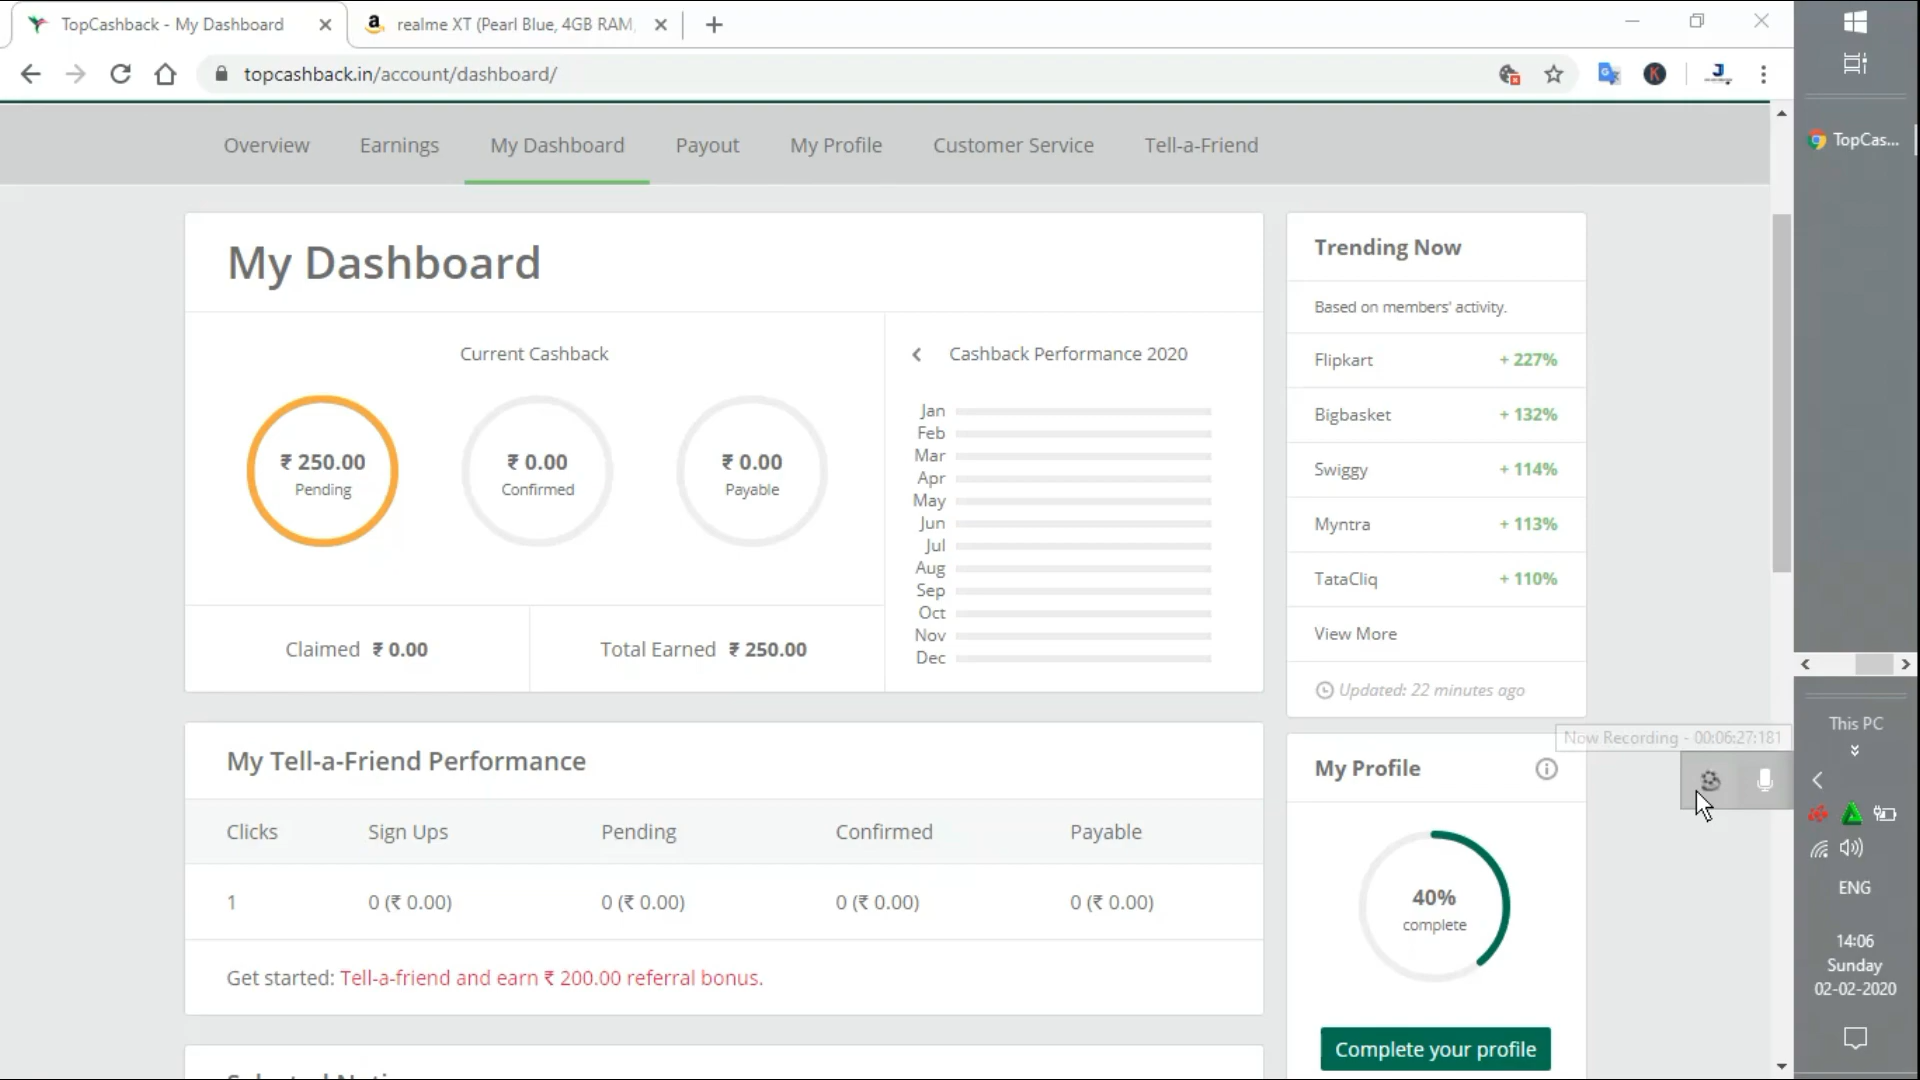 TopCashback - My Dashboard
realme XT (Pearl Blue, 4GB RAM,
topcashback.in/account/dashboard/
Overview Earnings My Dashboard Payout My Profile Customer Service Tell-a-Friend
TopCas...
My Dashboard
Current Cashback
₹ 250.00
Pending
₹ 0.00
Confirmed
₹ 0.00
Payable
Claimed ₹ 0.00
Total Earned ₹ 250.00
Cashback Performance 2020
Jan
Feb
Mar
Apr
May
Jun
Jul
Aug
Sep
Oct
Nov
Dec
Trending Now
Based on members' activity.
Flipkart + 227%
Bigbasket + 132%
Swiggy + 114%
Myntra + 113%
TataCliq + 110%
View More
Updated: 22 minutes ago
My Tell-a-Friend Performance
Clicks Sign Ups Pending Confirmed Payable
1 0 (₹ 0.00) 0 (₹ 0.00) 0 (₹ 0.00) 0 (₹ 0.00)
Get started: Tell-a-friend and earn ₹ 200.00 referral bonus.
Now Recording - 00:06:27:181
My Profile
40%
complete
Complete your profile
This PC
ENG
14:06
Sunday
02-02-2020